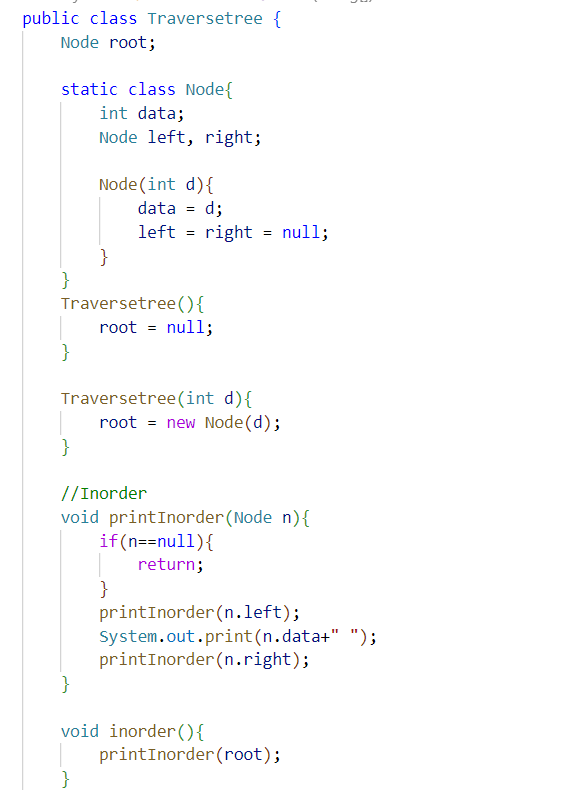 public class Traversetree {
Node root;
static class Node{
int data;
Node left, right;
Node(int d){
data = d;
left = right = null;
}
}
Traversetree(){
root = null;
}
Traversetree(int d){
root = new Node(d);
}
//Inorder
void printInorder(Node n){
if(n==null){
return;
}
printInorder(n.left);
System.out.print(n.data+" ");
printInorder(n.right);
}
void inorder(){
printInorder(root);
}